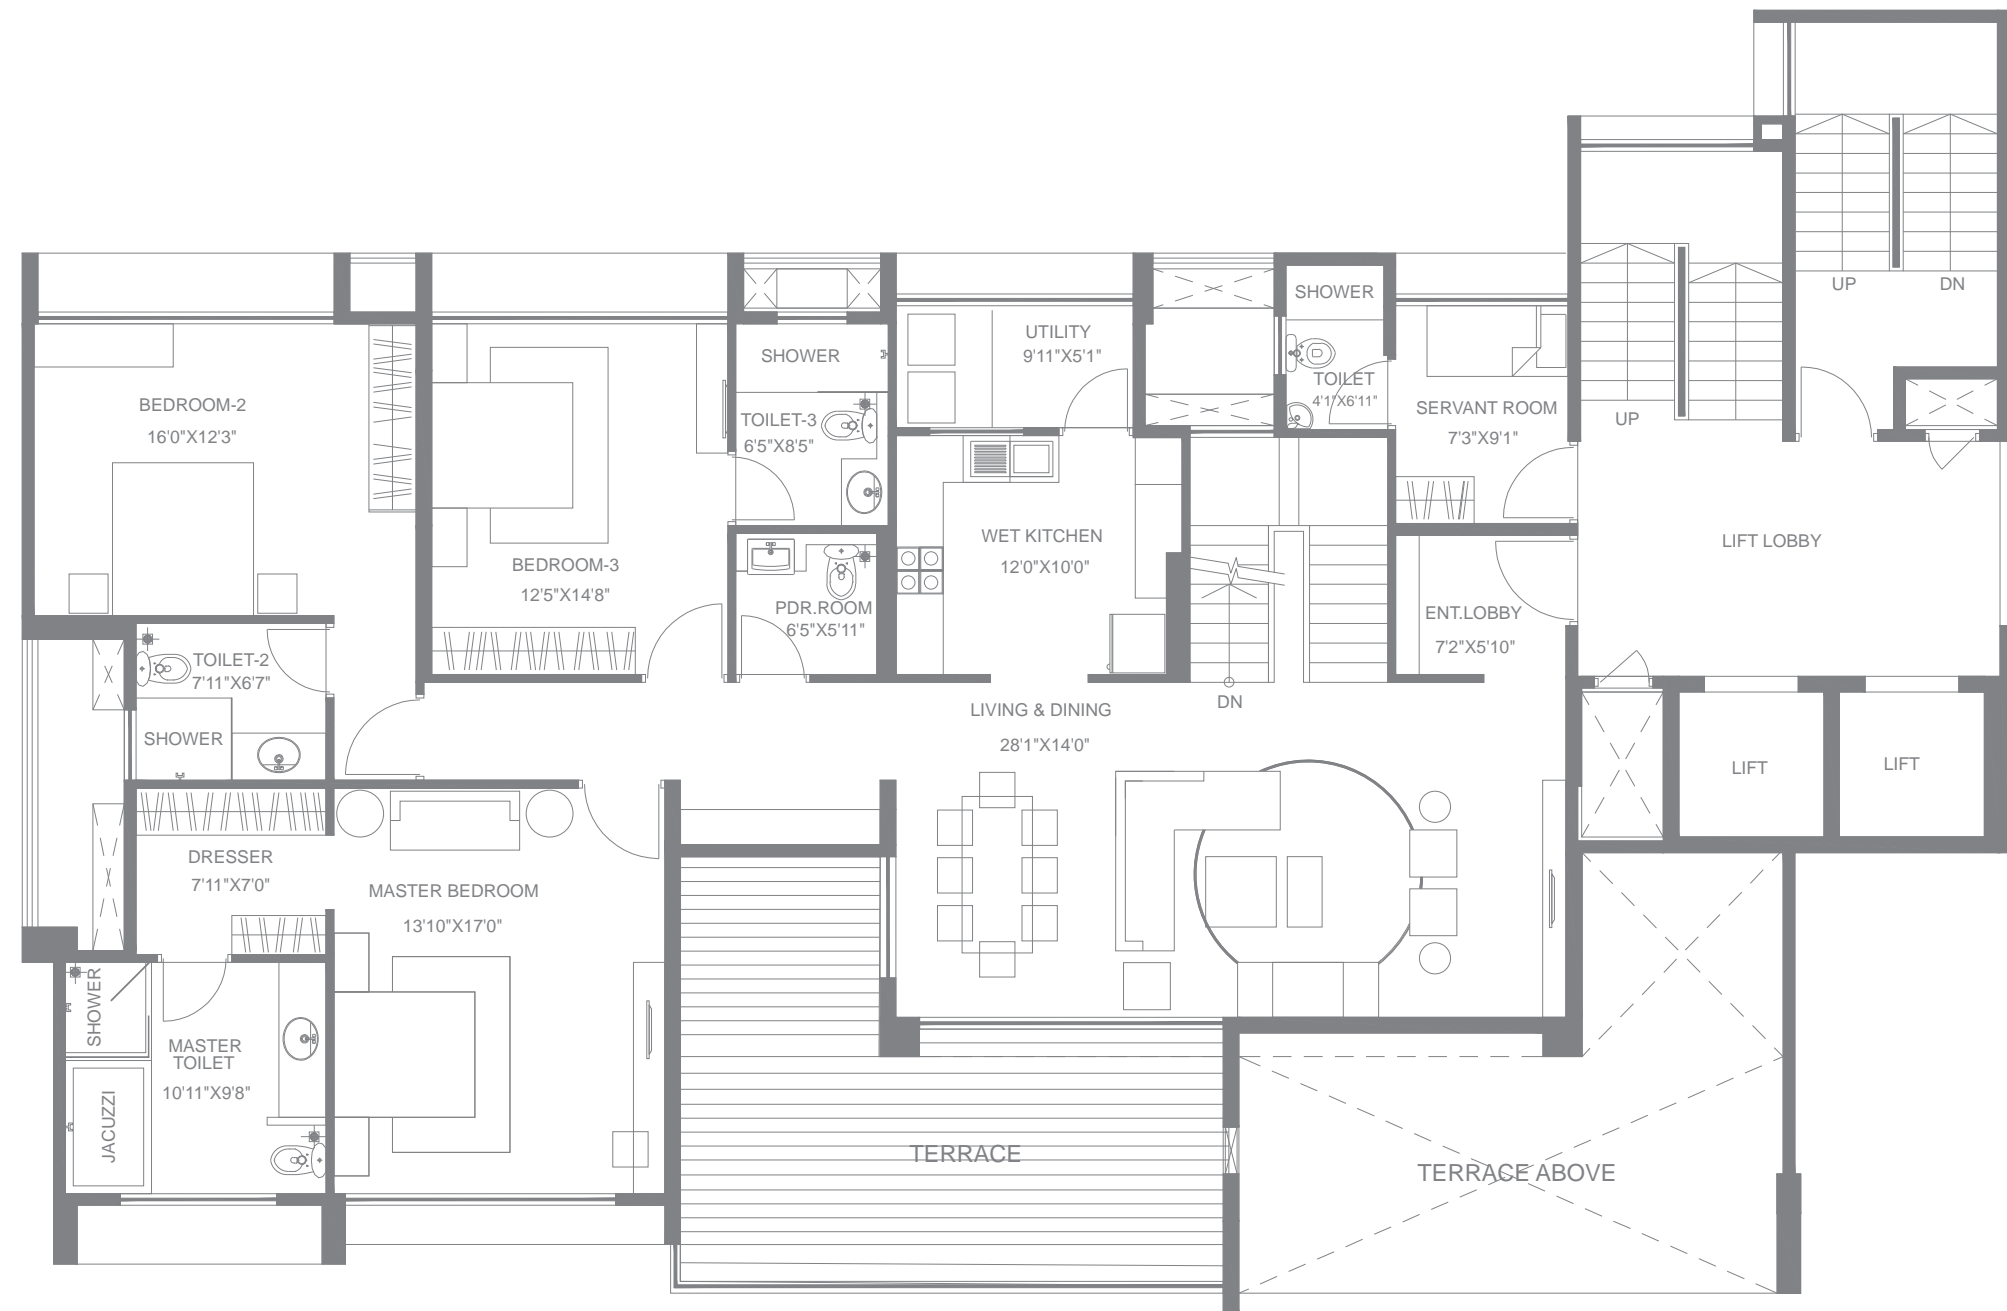 UP
DN
UP
SHOWER
UTILITY
9'11"X5'1"
SHOWER
TOILET
4'1"X6'11"
BEDROOM-2
16'0"X12'3"
TOILET-3
6'5"X8'5"
SERVANT ROOM
7'3"X9'1"
WET KITCHEN
12'0"X10'0"
LIFT LOBBY
BEDROOM-3
12'5"X14'8"
PDR.ROOM
6'5"X5'11"
ENT.LOBBY
7'2"X5'10"
TOILET-2
7'11"X6'7"
SHOWER
DN
LIVING & DINING
28'1"X14'0"
LIFT
LIFT
DRESSER
7'11"X7'0"
MASTER BEDROOM
13'10"X17'0"
SHOWER
MASTER
TOILET
10'11"X9'8"
JACUZZI
TERRACE
TERRACE ABOVE